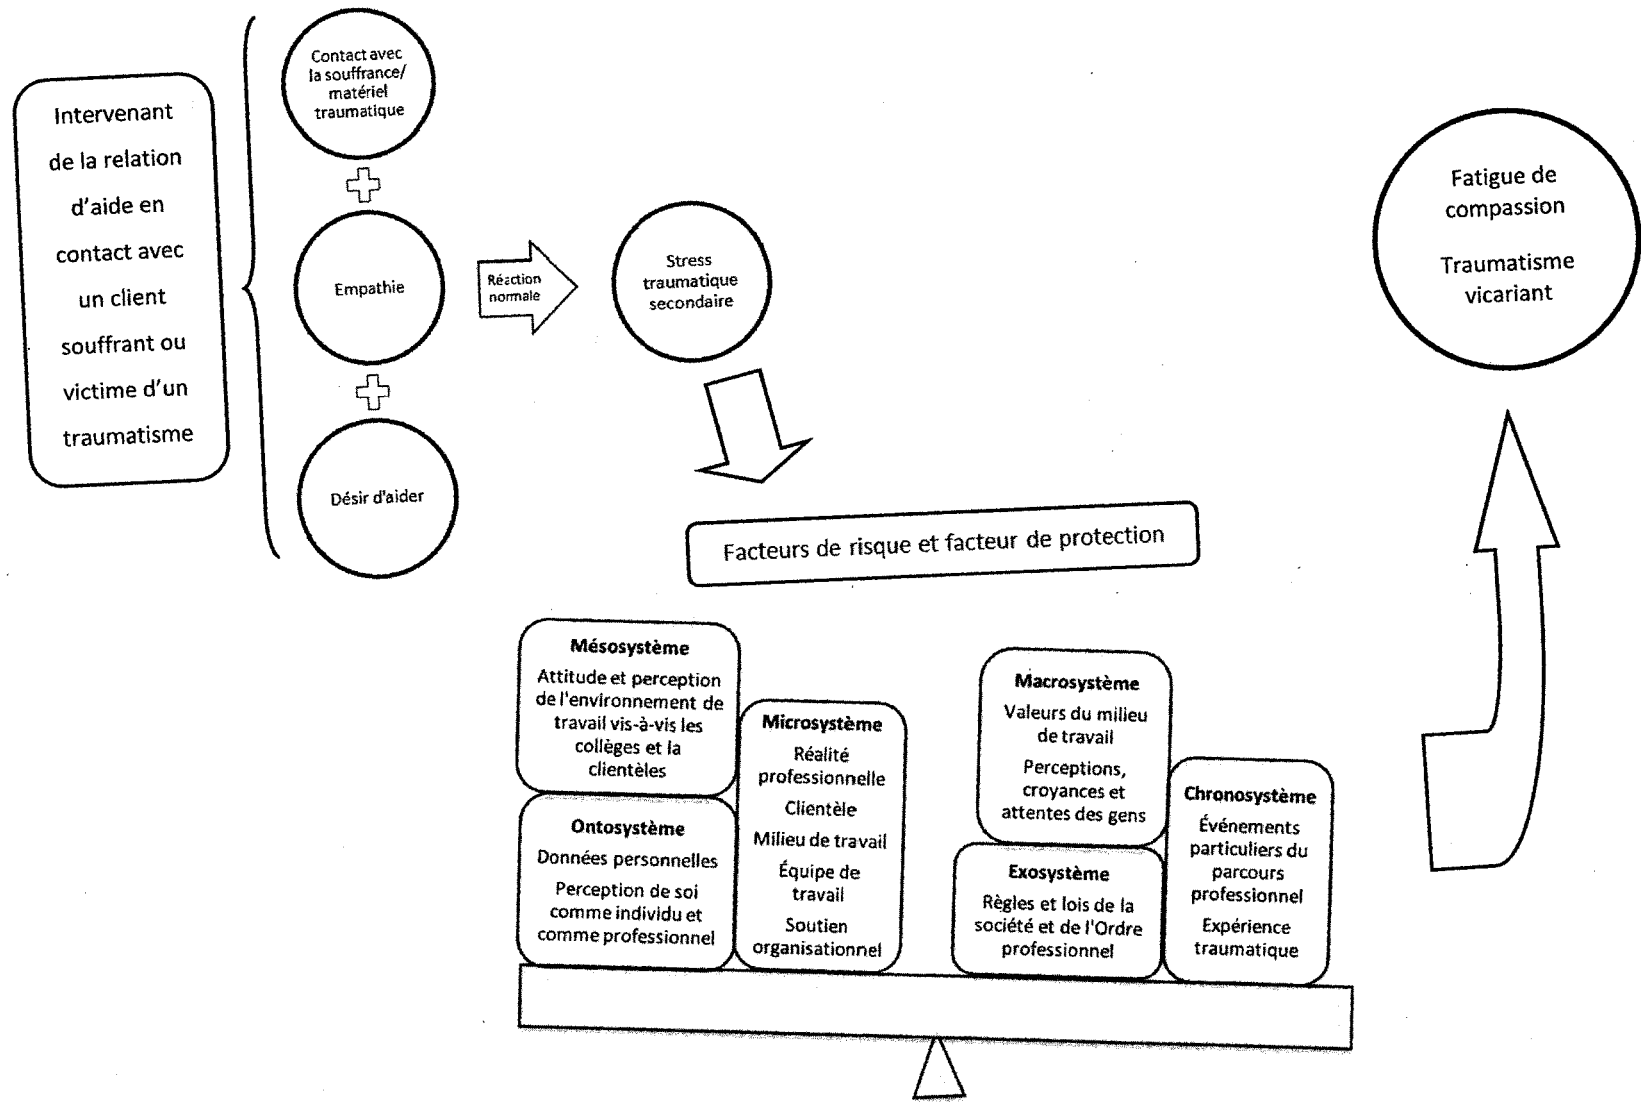 Intervenant
de la relation
d'aide en
contact avec
un client
souffrant ou
victime d'un
traumatisme
Contact avec
la souffrance/
matériel
traumatique
Empathie
Désir d'aider
Réaction
normale
Stress
traumatique
secondaire
Fatigue de
compassion
Traumatisme
vicariant
Facteurs de risque et facteur de protection
Mésosystème
Attitude et perception
de l'environnement de
travail vis-à-vis les
collèges et la
clientèles
Ontosystème
Données personnelles
Perception de soi
comme individu et
comme professionnel
Microsystème
Réalité
professionnelle
Clientèle
Milieu de travail
Équipe de
travail
Soutien
organisationnel
Macrosystème
Valeurs du milieu
de travail
Perceptions,
croyances et
attentes des gens
Exosystème
Règles et lois de la
société et de l'Ordre
professionnel
Chronosystème
Événements
particuliers du
parcours
professionnel
Expérience
traumatique